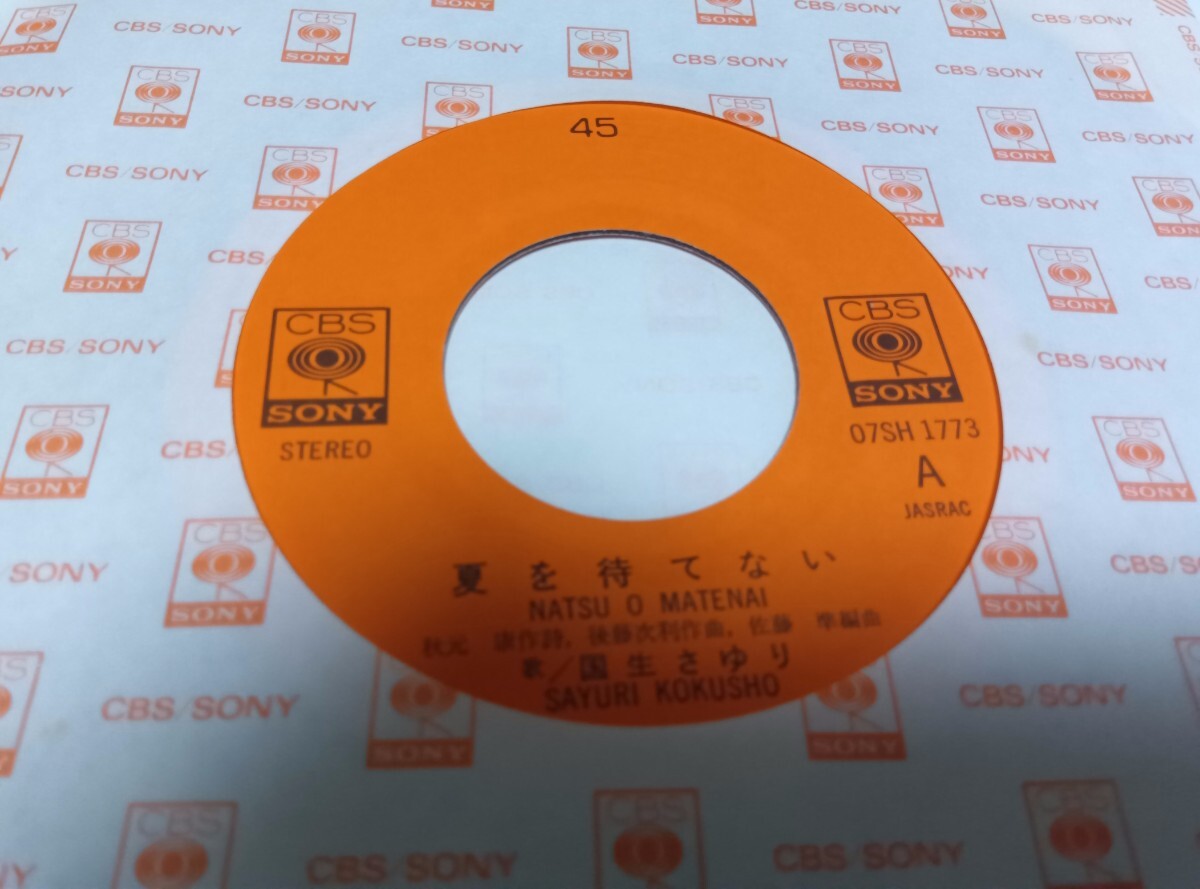 45
CBS
SONY
STEREO
CBS
SONY
07SH 1773
A
JASRAC
夏を待てない
NATSU O MATENAI
秋元 康作詩, 後藤次利作曲, 佐藤 準編曲
歌/国生さゆり
SAYURI KOKUSHO
CBS/SONY